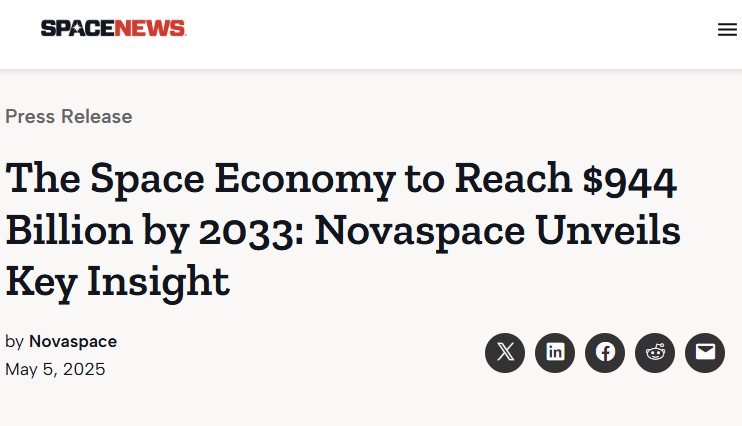 SPACENEWS
Press Release
The Space Economy to Reach $944
Billion by 2033: Novaspace Unveils
Key Insight
by Novaspace
May 5, 2025